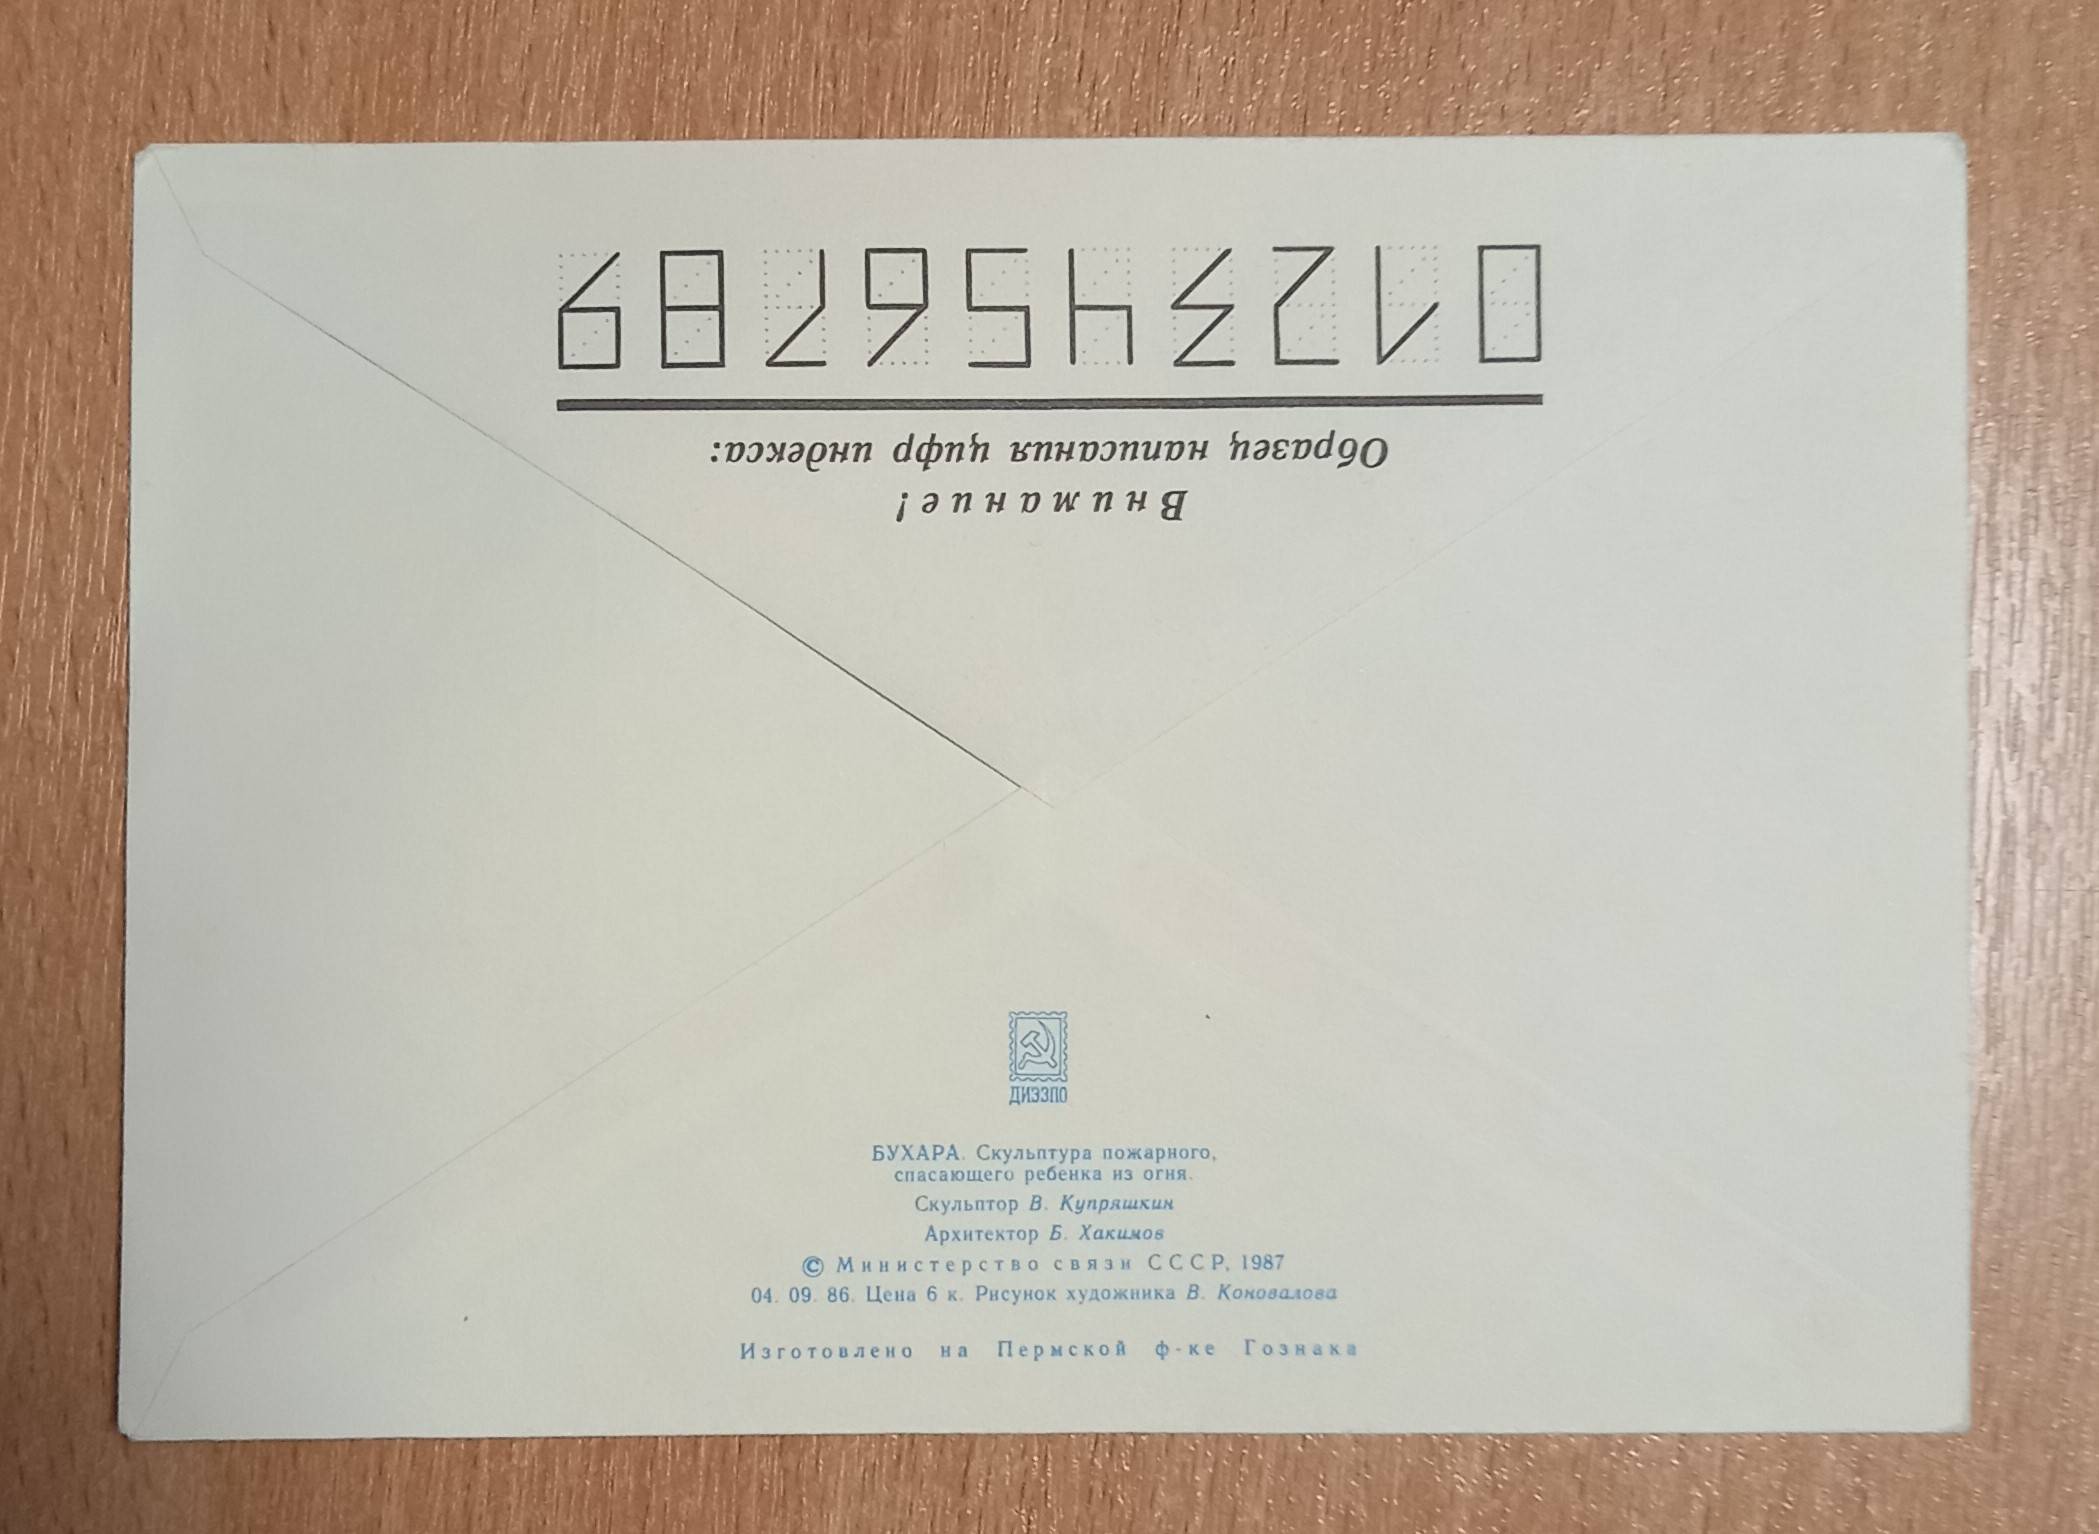 Внимание!
Образец написания цифр индекса:
0123456789
ДИЭЗПО
БУХАРА. Скульптура пожарного,
спасающего ребенка из огня.
Скульптор В. Купряшкин
Архитектор Б. Хакимов
© Министерство связи СССР, 1987
04. 09. 86. Цена 6 к. Рисунок художника В. Коновалова
Изготовлено на Пермской ф-ке Гознака